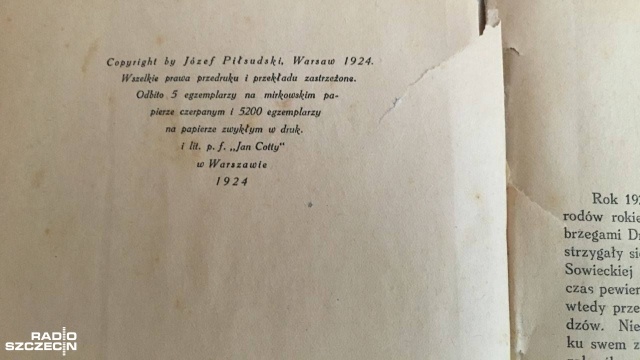 Copyright by Józef Piłsudski, Warsaw 1924.
Wszelkie prawa przedruku i przekładu zastrzeżone.
Odbito 5 egzemplarzy na mirkowskim pa-
pierze czerpanym i 5200 egzemplarzy
na papierze zwykłym w druk.
i lit. p. f. „Jan Cotty"
w Warszawie
1924
Rok 192
rodów rokie
brzegami D
strzygały si
Sowieckiej
czas pewien
wtedy prze
dzów. Nie
ku swem z
RADIO
SZCZECIN